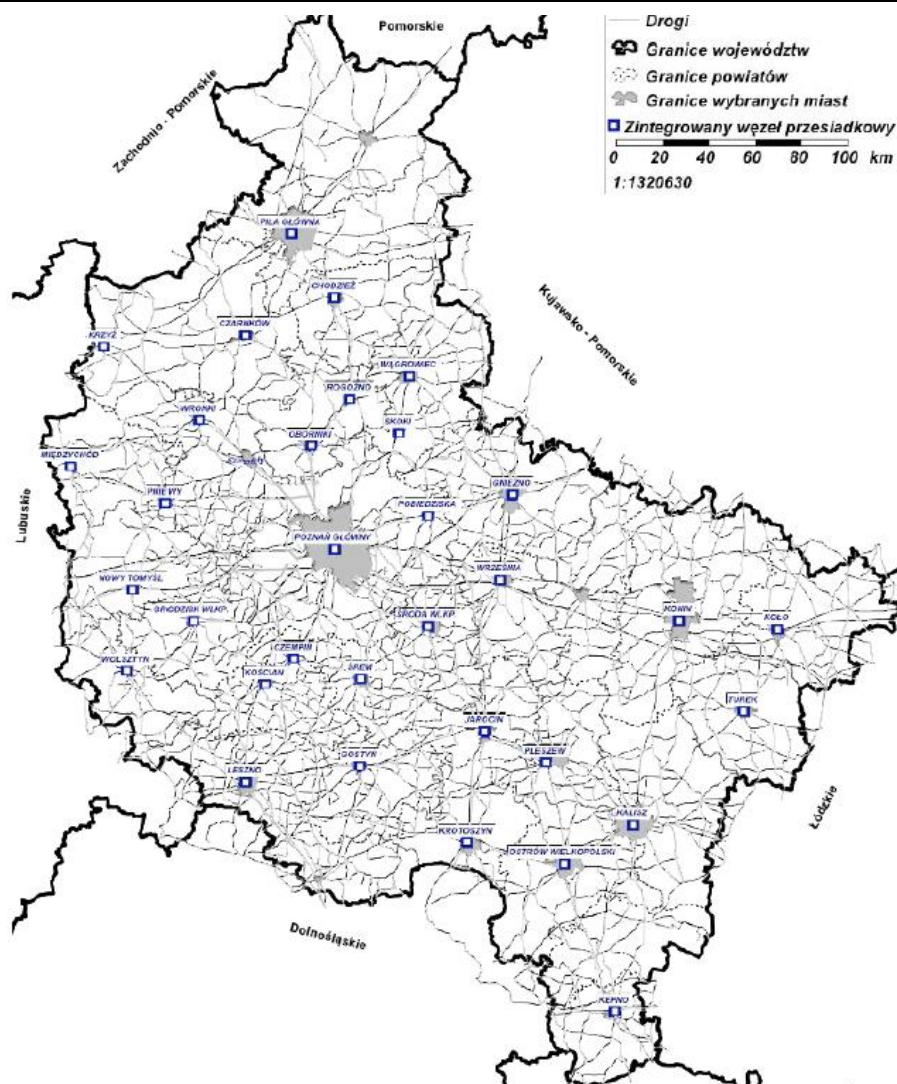 Pomorskie
Drogi
Granice województw
Granice powiatów
Granice wybranych miast
Zintegrowany węzeł przesiadkowy
0 20 40 60 80 100 km
1:1320630
Zachodnio - Pomorskie
PIŁA GŁÓWNA
CHODZIEŻ
Kujawsko - Pomorskie
CZARNKÓW
KRZYŻ
WĄGROWIEC
ROGOŹNO
WRONKI
SKOKI
OBORNIKI
MIĘDZYCHÓD
GNIEZNO
PNIEWY
POBIEDZISKA
Lubuskie
POZNAŃ GŁÓWNY
WRZEŚNIA
NOWY TOMYŚL
GRODZISK WLKP.
ŚRODA WLKP.
KONIN
KOŁO
CZEMPIŃ
WOLSZTYN
ŚREM
KOŚCIAN
TUREK
JAROCIN
PLESZEW
GOSTYŃ
LESZNO
Łódzkie
KALISZ
KROTOSZYN
OSTRÓW WIELKOPOLSKI
Dolnośląskie
KĘPNO